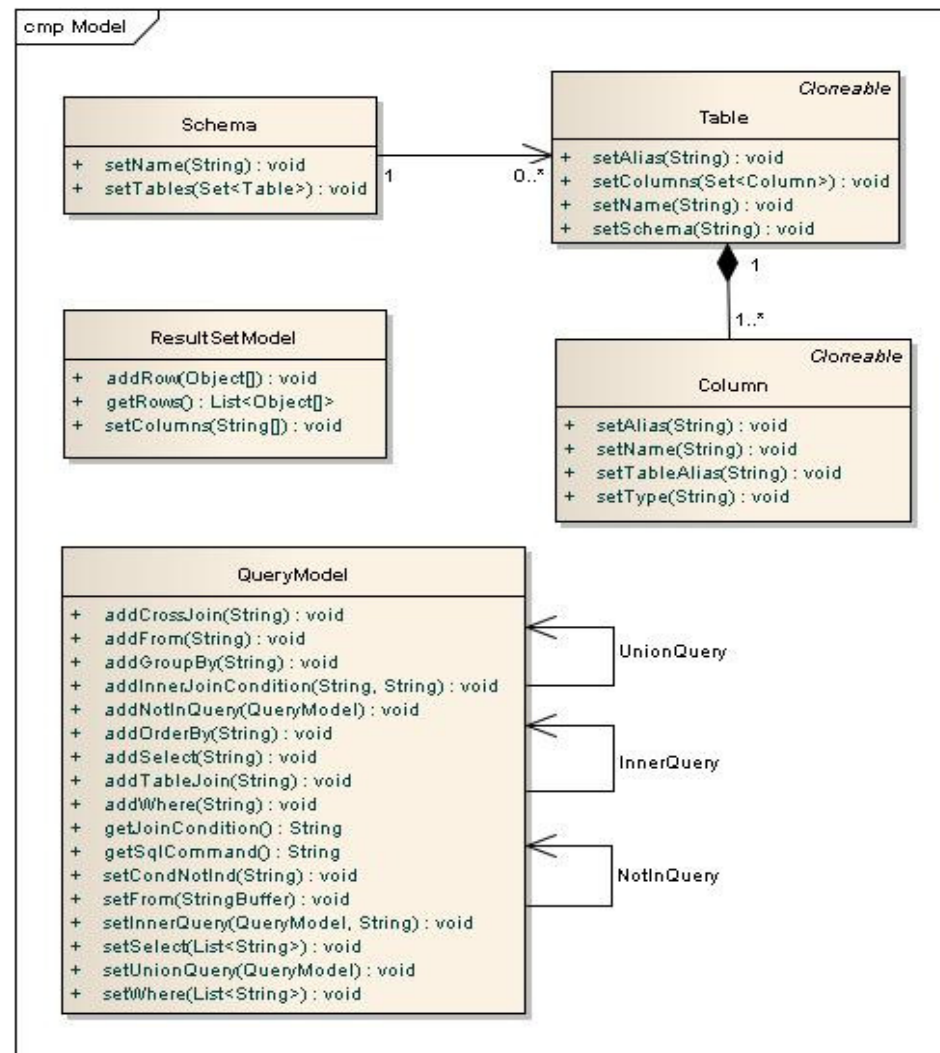 cmp Model
Schema
+ setName(String) : void
+ setTables(Set<Table>) : void
1
0..*
Cloneable
Table
+ setAlias(String) : void
+ setColumns(Set<Column>) : void
+ setName(String) : void
+ setSchema(String) : void
1
1..*
ResultSetModel
+ addRow(Object[]) : void
+ getRows() : List<Object[]>
+ setColumns(String[]) : void
Cloneable
Column
+ setAlias(String) : void
+ setName(String) : void
+ setTableAlias(String) : void
+ setType(String) : void
QueryModel
+ addCrossJoin(String) : void
+ addFrom(String) : void
+ addGroupBy(String) : void
+ addInnerJoinCondition(String, String) : void
+ addNotInQuery(QueryModel) : void
+ addOrderBy(String) : void
+ addSelect(String) : void
+ addTableJoin(String) : void
+ addWhere(String) : void
+ getJoinCondition() : String
+ getSqlCommand() : String
+ setCondNotInd(String) : void
+ setFrom(StringBuffer) : void
+ setInnerQuery(QueryModel, String) : void
+ setSelect(List<String>) : void
+ setUnionQuery(QueryModel) : void
+ setWhere(List<String>) : void
UnionQuery
InnerQuery
NotInQuery